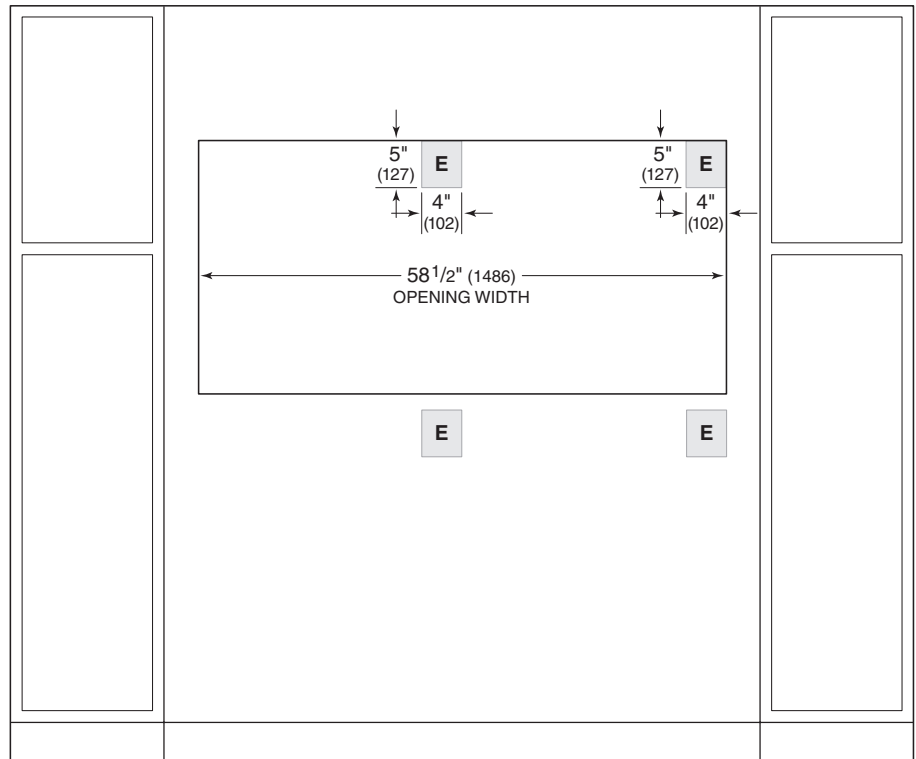 5" E 5" E
(127) (127)
4" 4"
(102) (102)
58 1/2" (1486)
OPENING WIDTH
E E